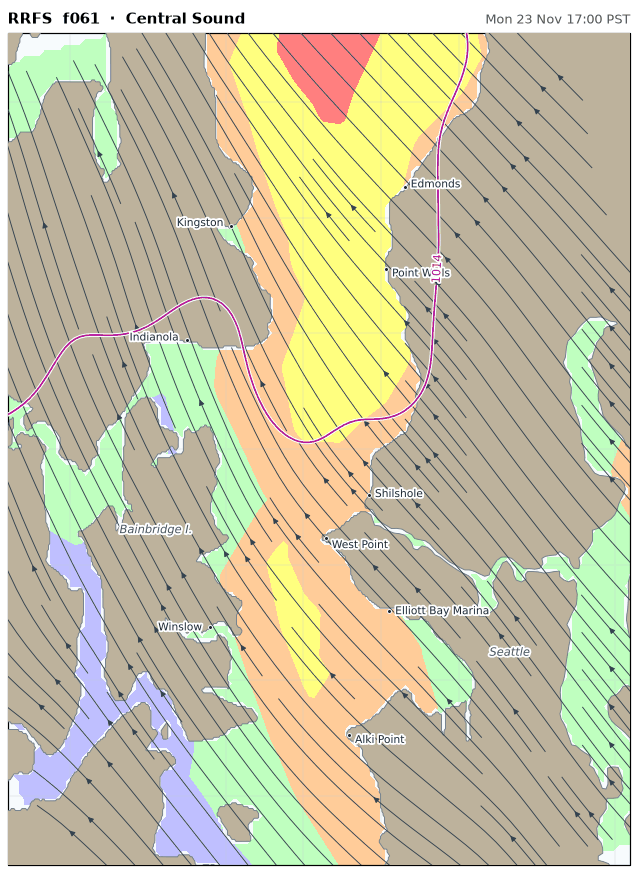 RRFS f061 · Central Sound
Mon 23 Nov 17:00 PST
Edmonds
Kingston
Point Wells
1014
Indianola
Shilshole
Bainbridge I.
West Point
Elliott Bay Marina
Winslow
Seattle
Alki Point